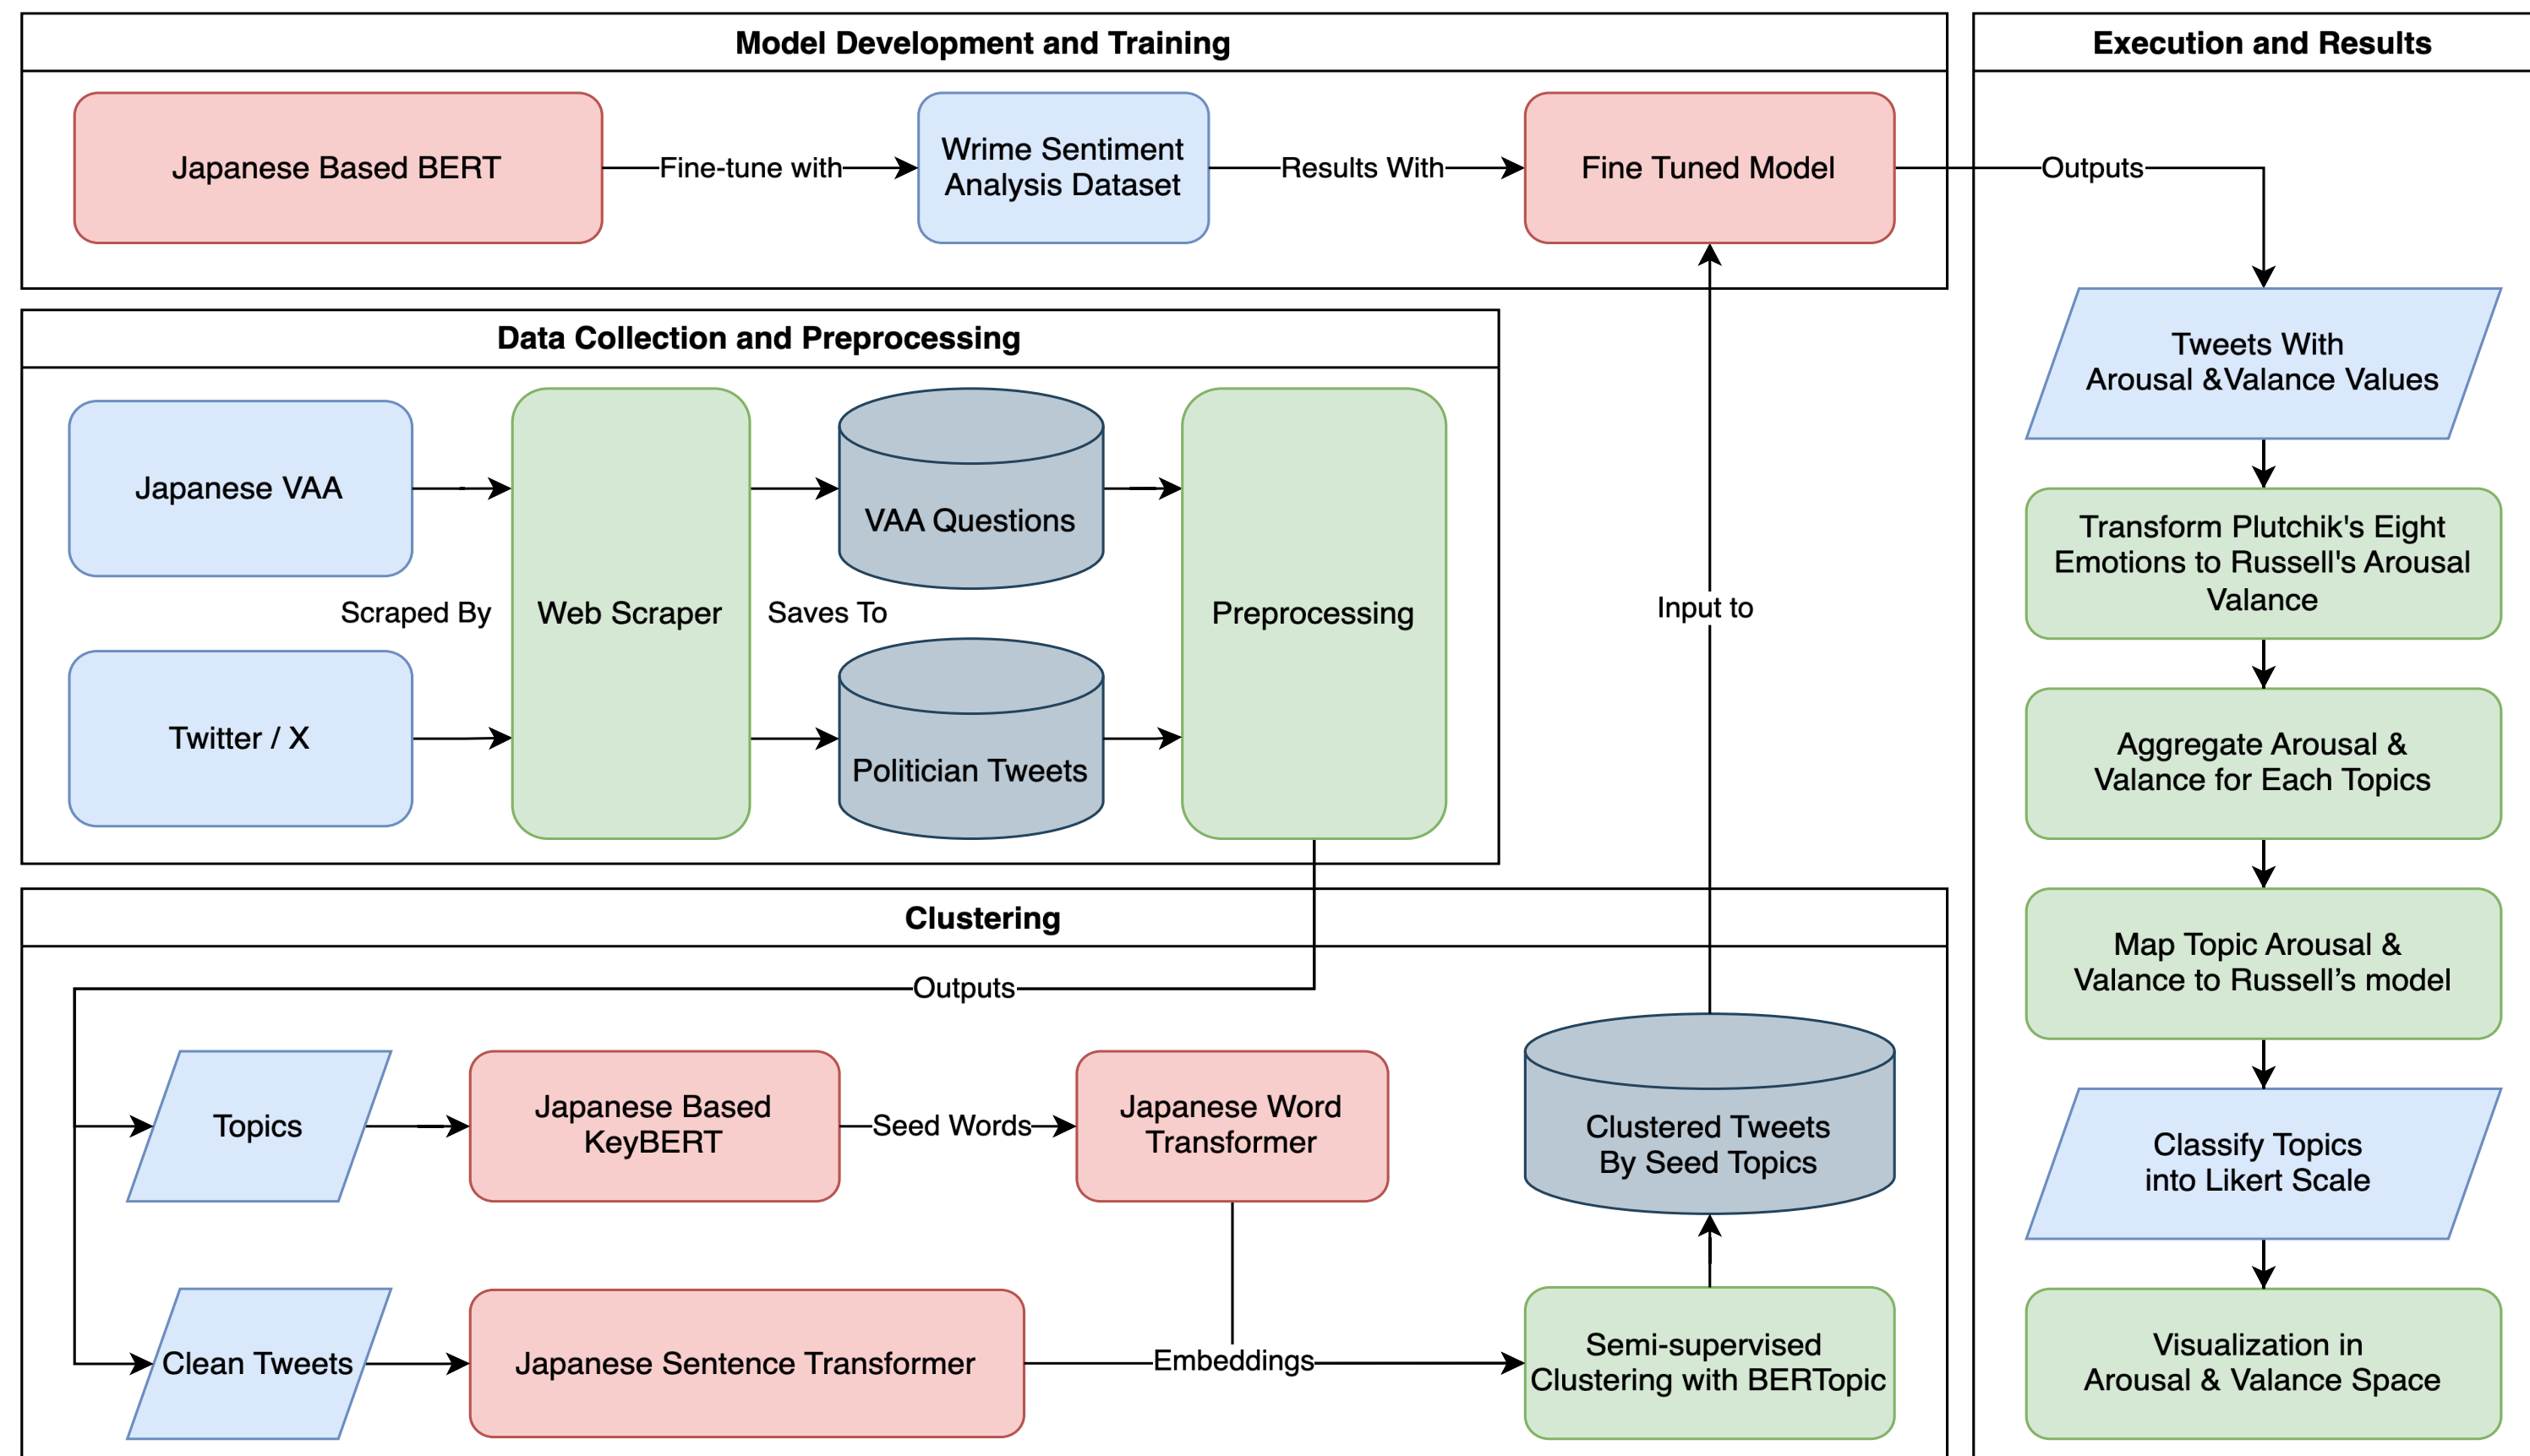 Model Development and Training
Japanese Based BERT
Fine-tune with
Wrime Sentiment
Analysis Dataset
Results With
Fine Tuned Model
Data Collection and Preprocessing
Japanese VAA
Twitter / X
Scraped By
Web Scraper
Saves To
VAA Questions
Politician Tweets
Preprocessing
Input to
Clustering
Outputs
Topics
Japanese Based
KeyBERT
Seed Words
Japanese Word
Transformer
Clean Tweets
Japanese Sentence Transformer
Embeddings
Clustered Tweets
By Seed Topics
Semi-supervised
Clustering with BERTopic
Execution and Results
Outputs
Tweets With
Arousal &Valance Values
Transform Plutchik's Eight
Emotions to Russell's Arousal
Valance
Aggregate Arousal &
Valance for Each Topics
Map Topic Arousal &
Valance to Russell’s model
Classify Topics
into Likert Scale
Visualization in
Arousal & Valance Space